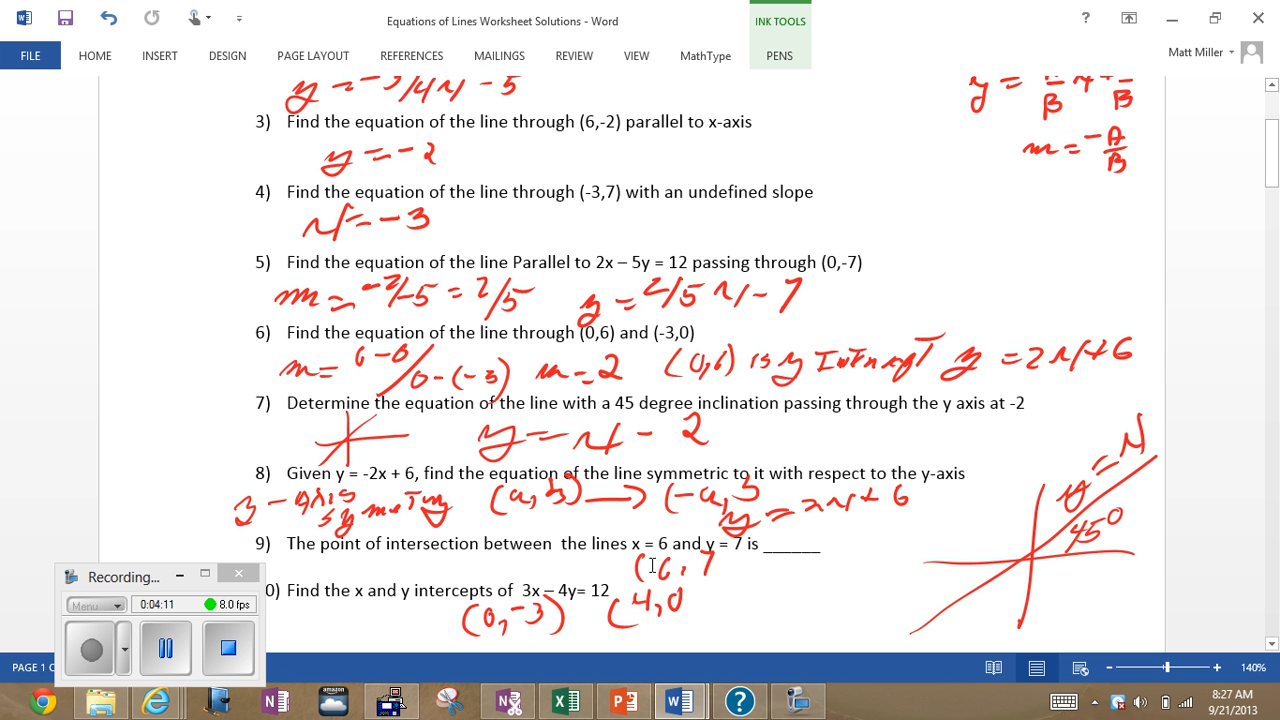 Equations of Lines Worksheet Solutions - Word
INK TOOLS
?
FILE HOME INSERT PAGE LAYOUT REFERENCES MAILINGS REVIEW VIEW MathType PENS
Matt Miller
y = -3/4x - 5
m = -A/B
3) Find the equation of the line through (6,-2) parallel to x-axis
y = -2
4) Find the equation of the line through (-3,7) with an undefined slope
x = -3
5) Find the equation of the line Parallel to 2x – 5y = 12 passing through (0,-7)
m = -2/-5 = 2/5 y = 2/5 x - 7
6) Find the equation of the line through (0,6) and (-3,0)
m = 6-0/0-(-3) m = 2 (0,6) is y Intercept y = 2x+6
7) Determine the equation of the line with a 45 degree inclination passing through the y axis at -2
y = x - 2
y = x
45°
8) Given y = -2x + 6, find the equation of the line symmetric to it with respect to the y-axis
y-Axis symmetry (a,b) → (-a,b y = 2x+6
9) The point of intersection between the lines x = 6 and y = 7 is ______
(6,7
0) Find the x and y intercepts of 3x – 4y= 12
(0,-3) (4,0
Recording...
Menu 0:04:11 8.0 fps
PAGE 1 140%
amazon
8:27 AM
9/21/2013